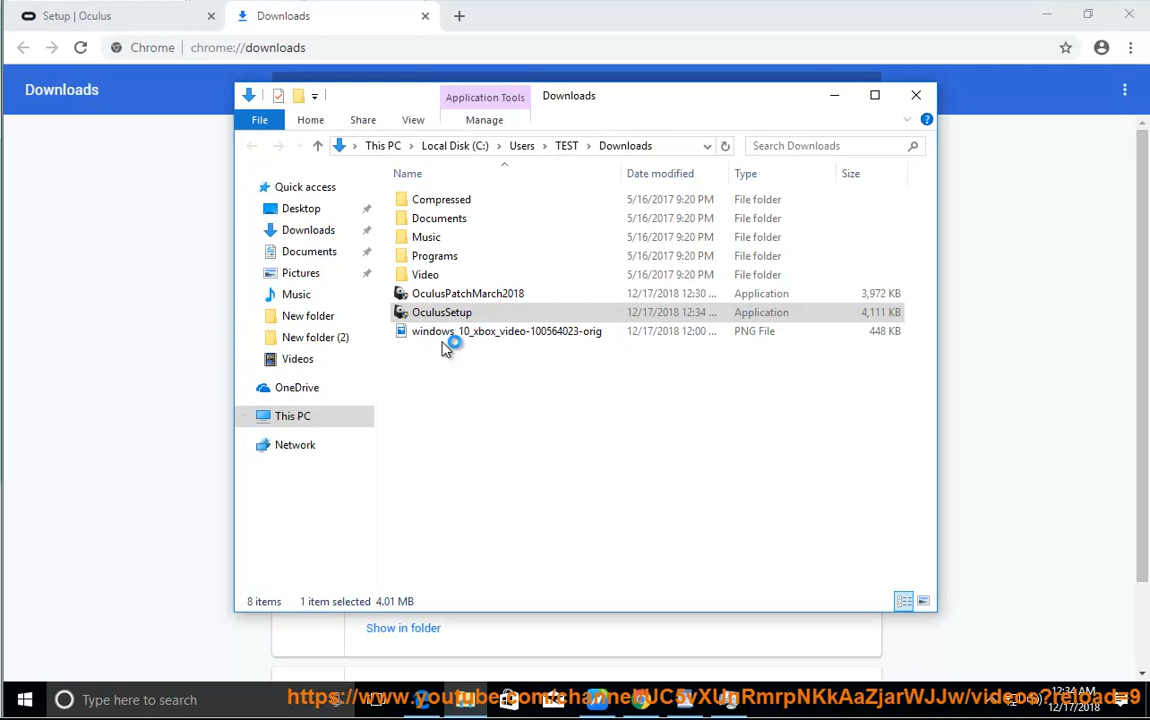 Setup | Oculus
Downloads
Chrome
chrome://downloads
Downloads
Application Tools
Downloads
File
Home
Share
View
Manage
This PC
Local Disk (C:)
Users
TEST
Downloads
Search Downloads
Name
Date modified
Type
Size
Quick access
Desktop
Downloads
Documents
Pictures
Music
New folder
New folder (2)
Videos
OneDrive
This PC
Network
Compressed 5/16/2017 9:20 PM File folder
Documents 5/16/2017 9:20 PM File folder
Music 5/16/2017 9:20 PM File folder
Programs 5/16/2017 9:20 PM File folder
Video 5/16/2017 9:20 PM File folder
OculusPatchMarch2018 12/17/2018 12:30 ... Application 3,972 KB
OculusSetup 12/17/2018 12:34 ... Application 4,111 KB
windows_10_xbox_video-100564023-orig 12/17/2018 12:00 ... PNG File 448 KB
8 items 1 item selected 4.01 MB
Show in folder
Type here to search
12:34 AM
12/17/2018